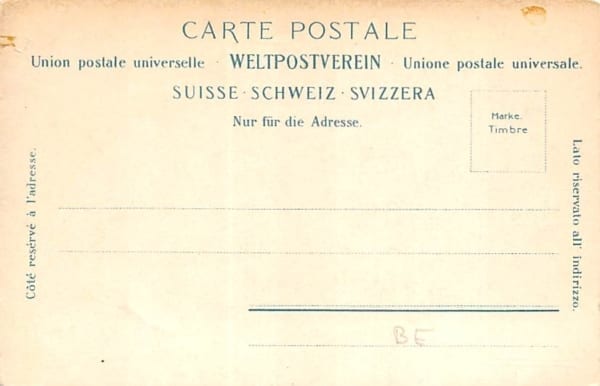 CARTE POSTALE
Union postale universelle · WELTPOSTVEREIN · Unione postale universale.
SUISSE · SCHWEIZ · SVIZZERA
Nur für die Adresse.
Marke.
Timbre
Côté resérvé à l'adresse.
Lato riservato all' indirizzo.
BE